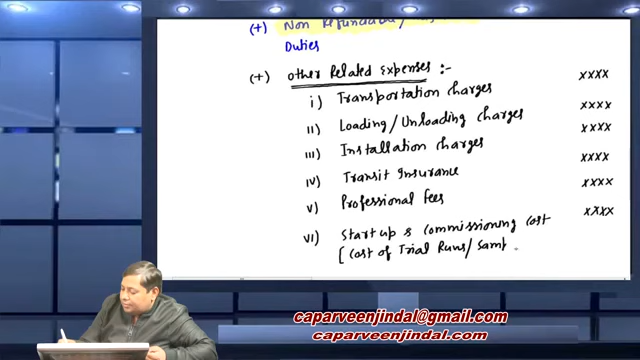 (+) Non Refundable/
Duties
(+) Other Related Expenses :-
i) Transportation charges xxxx
ii) Loading/Unloading charges xxxx
iii) Installation charges xxxx
iv) Transit Insurance xxxx
v) Professional Fees xxxx
vi) Start up & Commissioning Cost xxxx
[Cost of Trial Runs/Sampl
caparveenjindal@gmail.com
caparveenjindal.com